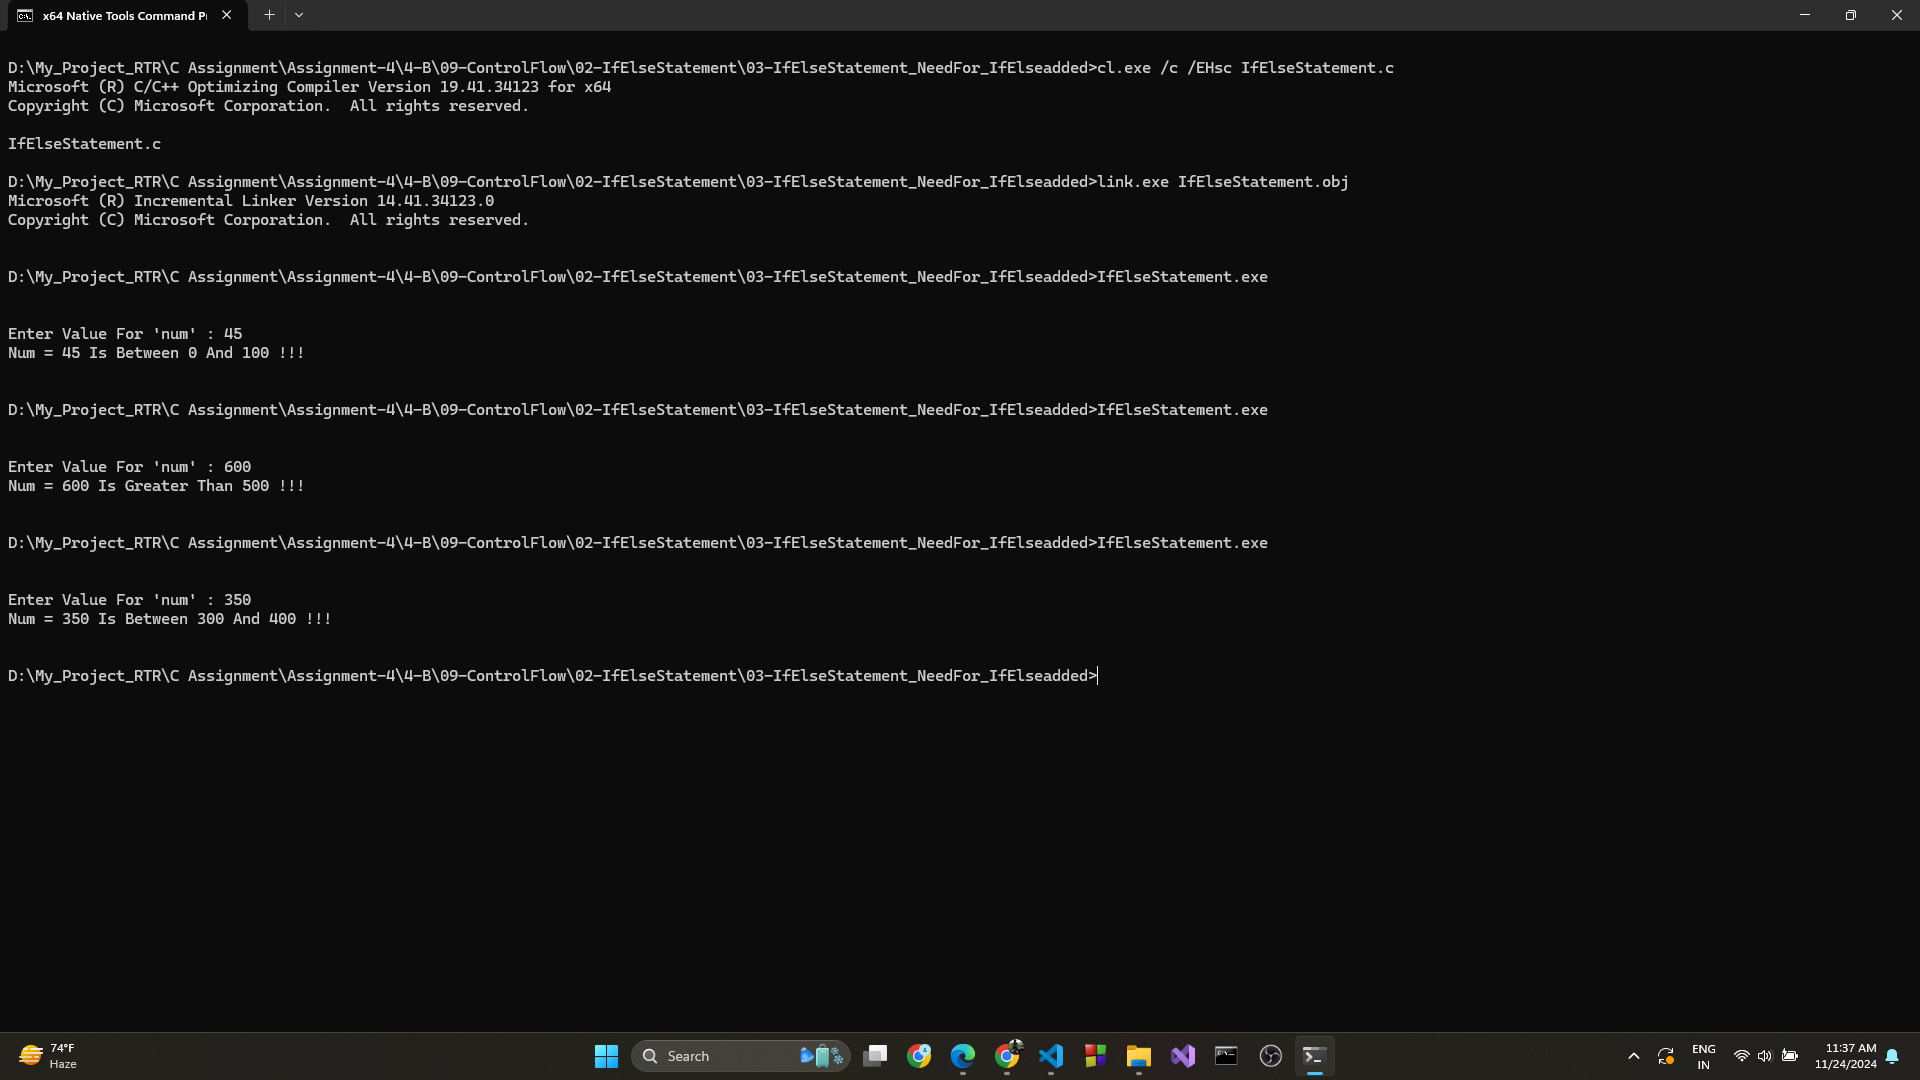 x64 Native Tools Command Pr
D:\My_Project_RTR\C Assignment\Assignment-4\4-B\09-ControlFlow\02-IfElseStatement\03-IfElseStatement_NeedFor_IfElseadded>cl.exe /c /EHsc IfElseStatement.c
Microsoft (R) C/C++ Optimizing Compiler Version 19.41.34123 for x64
Copyright (C) Microsoft Corporation.  All rights reserved.
IfElseStatement.c
D:\My_Project_RTR\C Assignment\Assignment-4\4-B\09-ControlFlow\02-IfElseStatement\03-IfElseStatement_NeedFor_IfElseadded>link.exe IfElseStatement.obj
Microsoft (R) Incremental Linker Version 14.41.34123.0
Copyright (C) Microsoft Corporation.  All rights reserved.
D:\My_Project_RTR\C Assignment\Assignment-4\4-B\09-ControlFlow\02-IfElseStatement\03-IfElseStatement_NeedFor_IfElseadded>IfElseStatement.exe
Enter Value For 'num' : 45
Num = 45 Is Between 0 And 100 !!!
D:\My_Project_RTR\C Assignment\Assignment-4\4-B\09-ControlFlow\02-IfElseStatement\03-IfElseStatement_NeedFor_IfElseadded>IfElseStatement.exe
Enter Value For 'num' : 600
Num = 600 Is Greater Than 500 !!!
D:\My_Project_RTR\C Assignment\Assignment-4\4-B\09-ControlFlow\02-IfElseStatement\03-IfElseStatement_NeedFor_IfElseadded>IfElseStatement.exe
Enter Value For 'num' : 350
Num = 350 Is Between 300 And 400 !!!
D:\My_Project_RTR\C Assignment\Assignment-4\4-B\09-ControlFlow\02-IfElseStatement\03-IfElseStatement_NeedFor_IfElseadded>
74°F
Haze
Search
ENG
IN
11:37 AM
11/24/2024